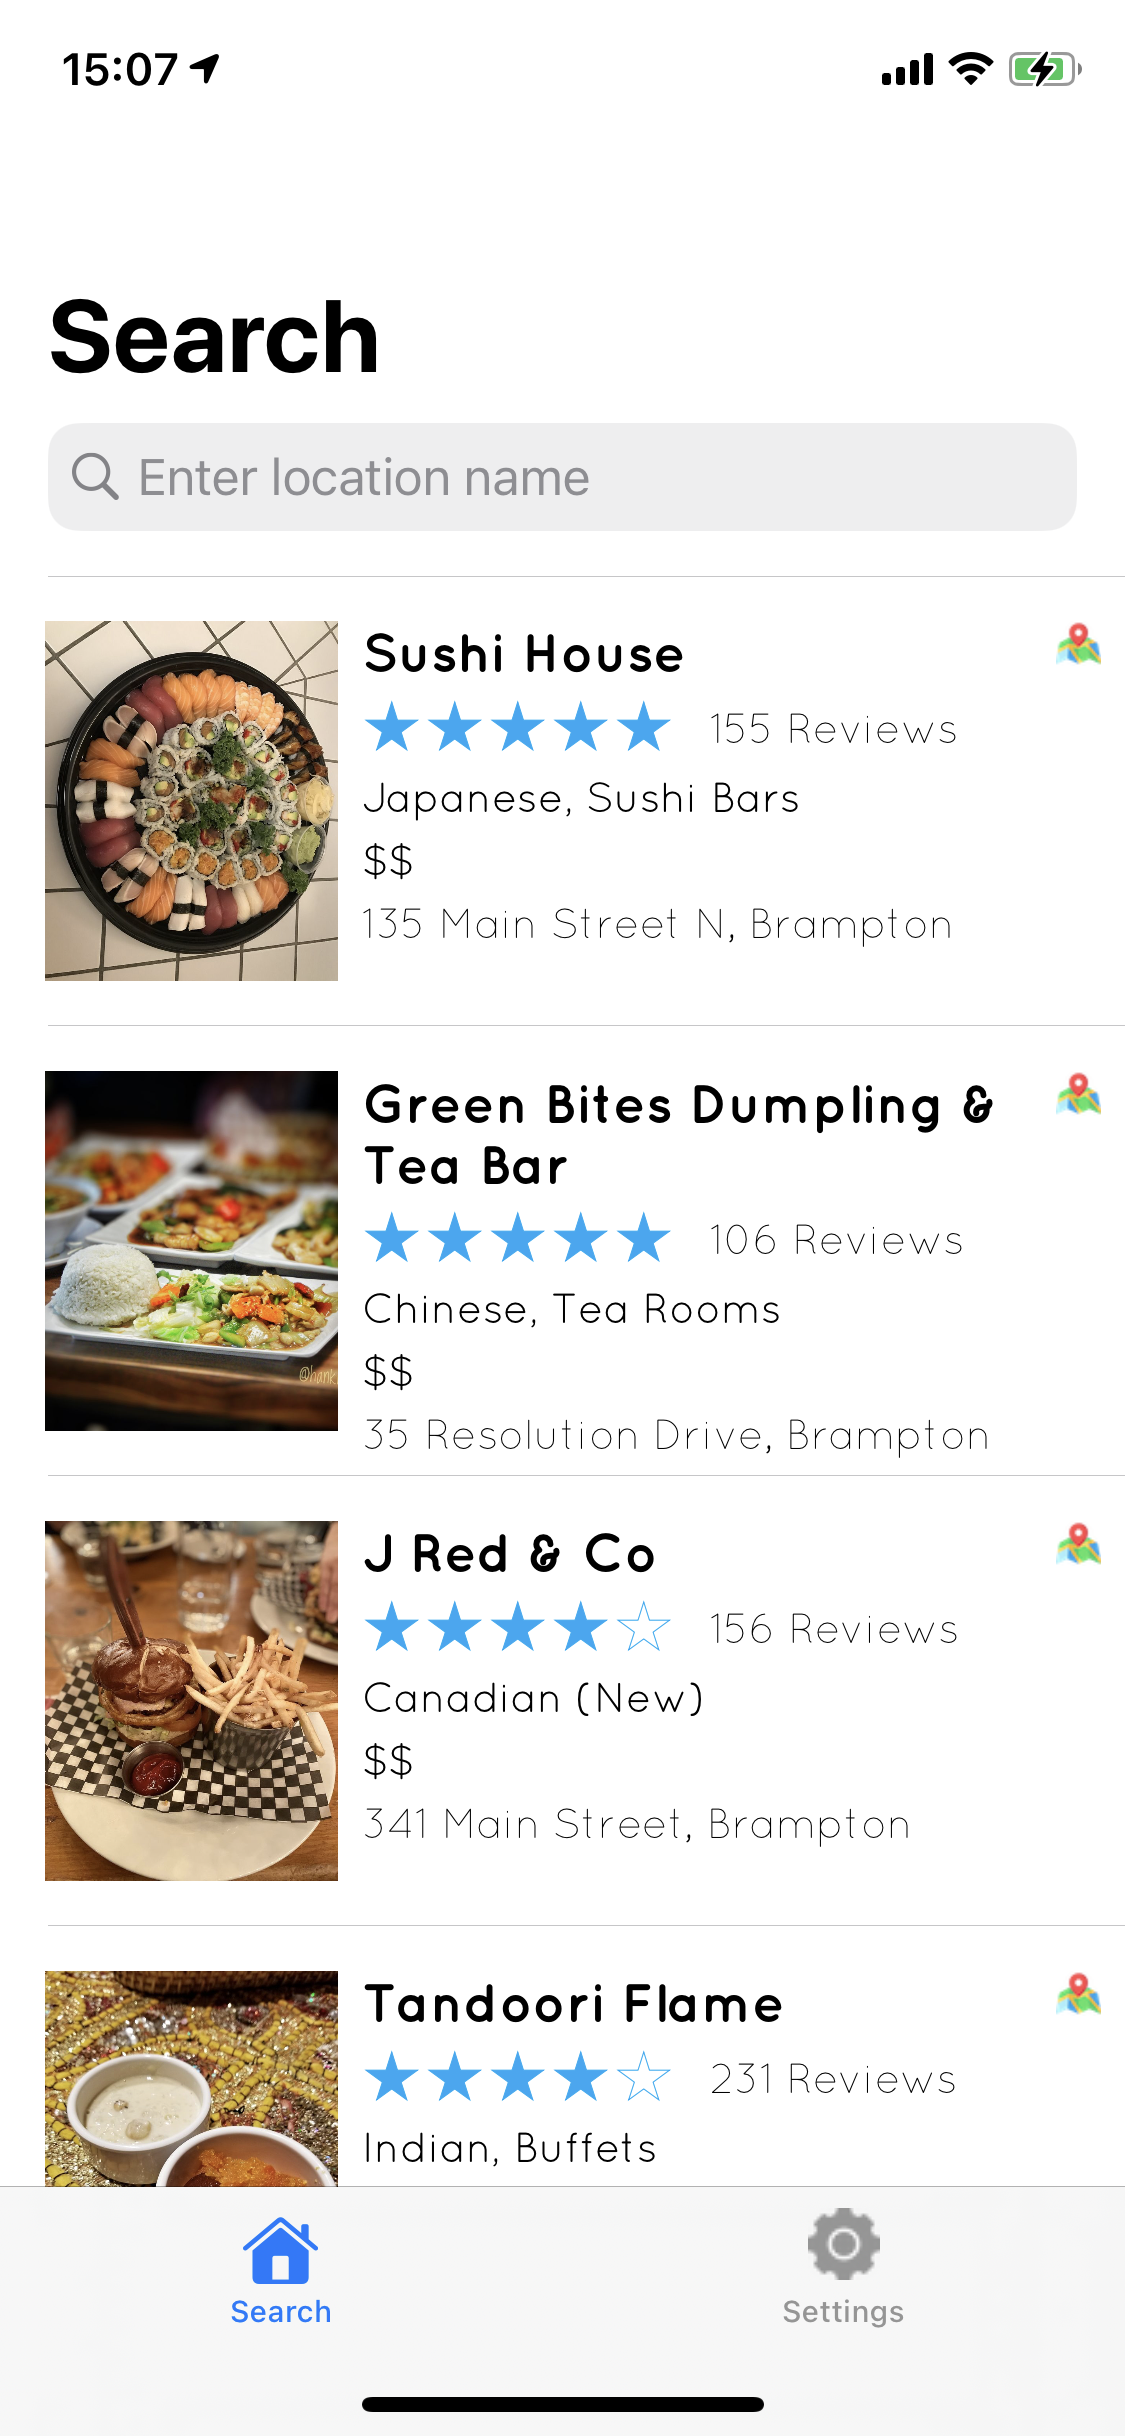 15:07
Search
Enter location name
Sushi House
155 Reviews
Japanese, Sushi Bars
$$
135 Main Street N, Brampton
Green Bites Dumpling &
Tea Bar
106 Reviews
Chinese, Tea Rooms
$$
@hank
35 Resolution Drive, Brampton
J Red & Co
156 Reviews
Canadian (New)
$$
341 Main Street, Brampton
Tandoori Flame
231 Reviews
Indian, Buffets
Search
Settings